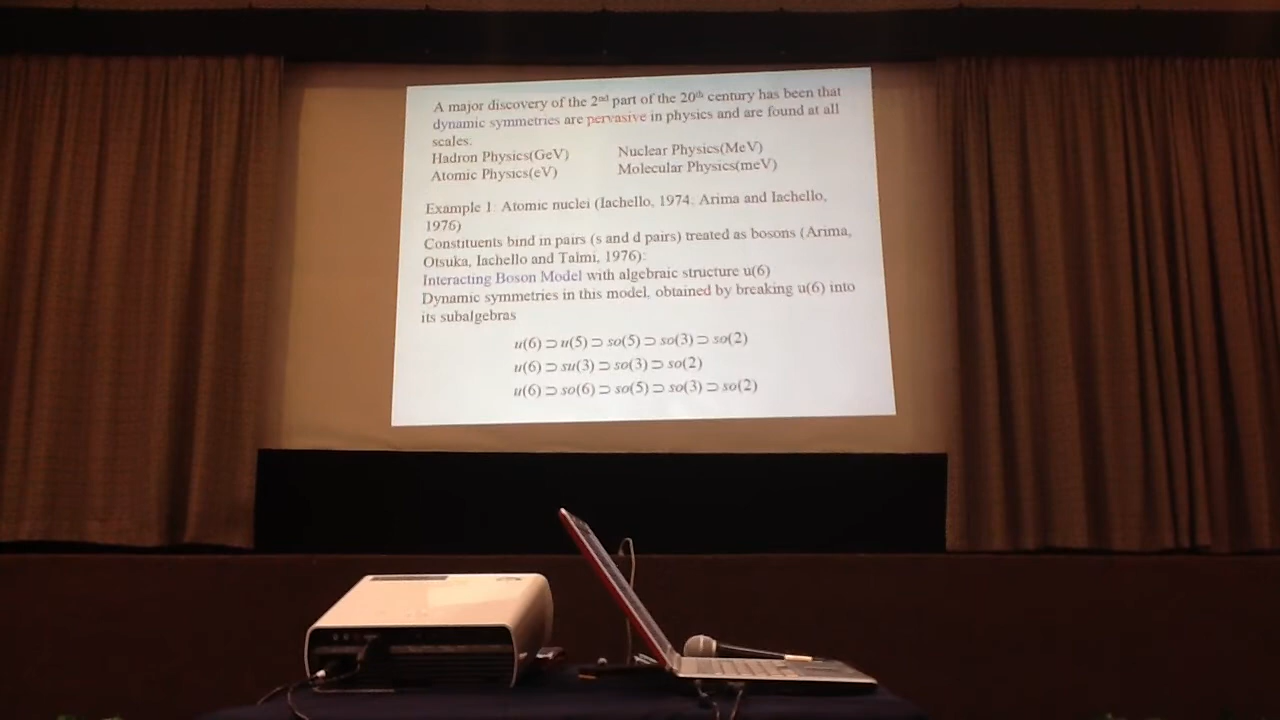 A major discovery of the 2nd part of the 20th century has been that
dynamic symmetries are pervasive in physics and are found at all
scales:
Hadron Physics(GeV) Nuclear Physics(MeV)
Atomic Physics(eV) Molecular Physics(meV)
Example 1: Atomic nuclei (Iachello, 1974; Arima and Iachello,
1976)
Constituents bind in pairs (s and d pairs) treated as bosons (Arima,
Otsuka, Iachello and Talmi, 1976):
Interacting Boson Model with algebraic structure u(6)
Dynamic symmetries in this model, obtained by breaking u(6) into
its subalgebras
u(6) ⊃ u(5) ⊃ so(5) ⊃ so(3) ⊃ so(2)
u(6) ⊃ su(3) ⊃ so(3) ⊃ so(2)
u(6) ⊃ so(6) ⊃ so(5) ⊃ so(3) ⊃ so(2)